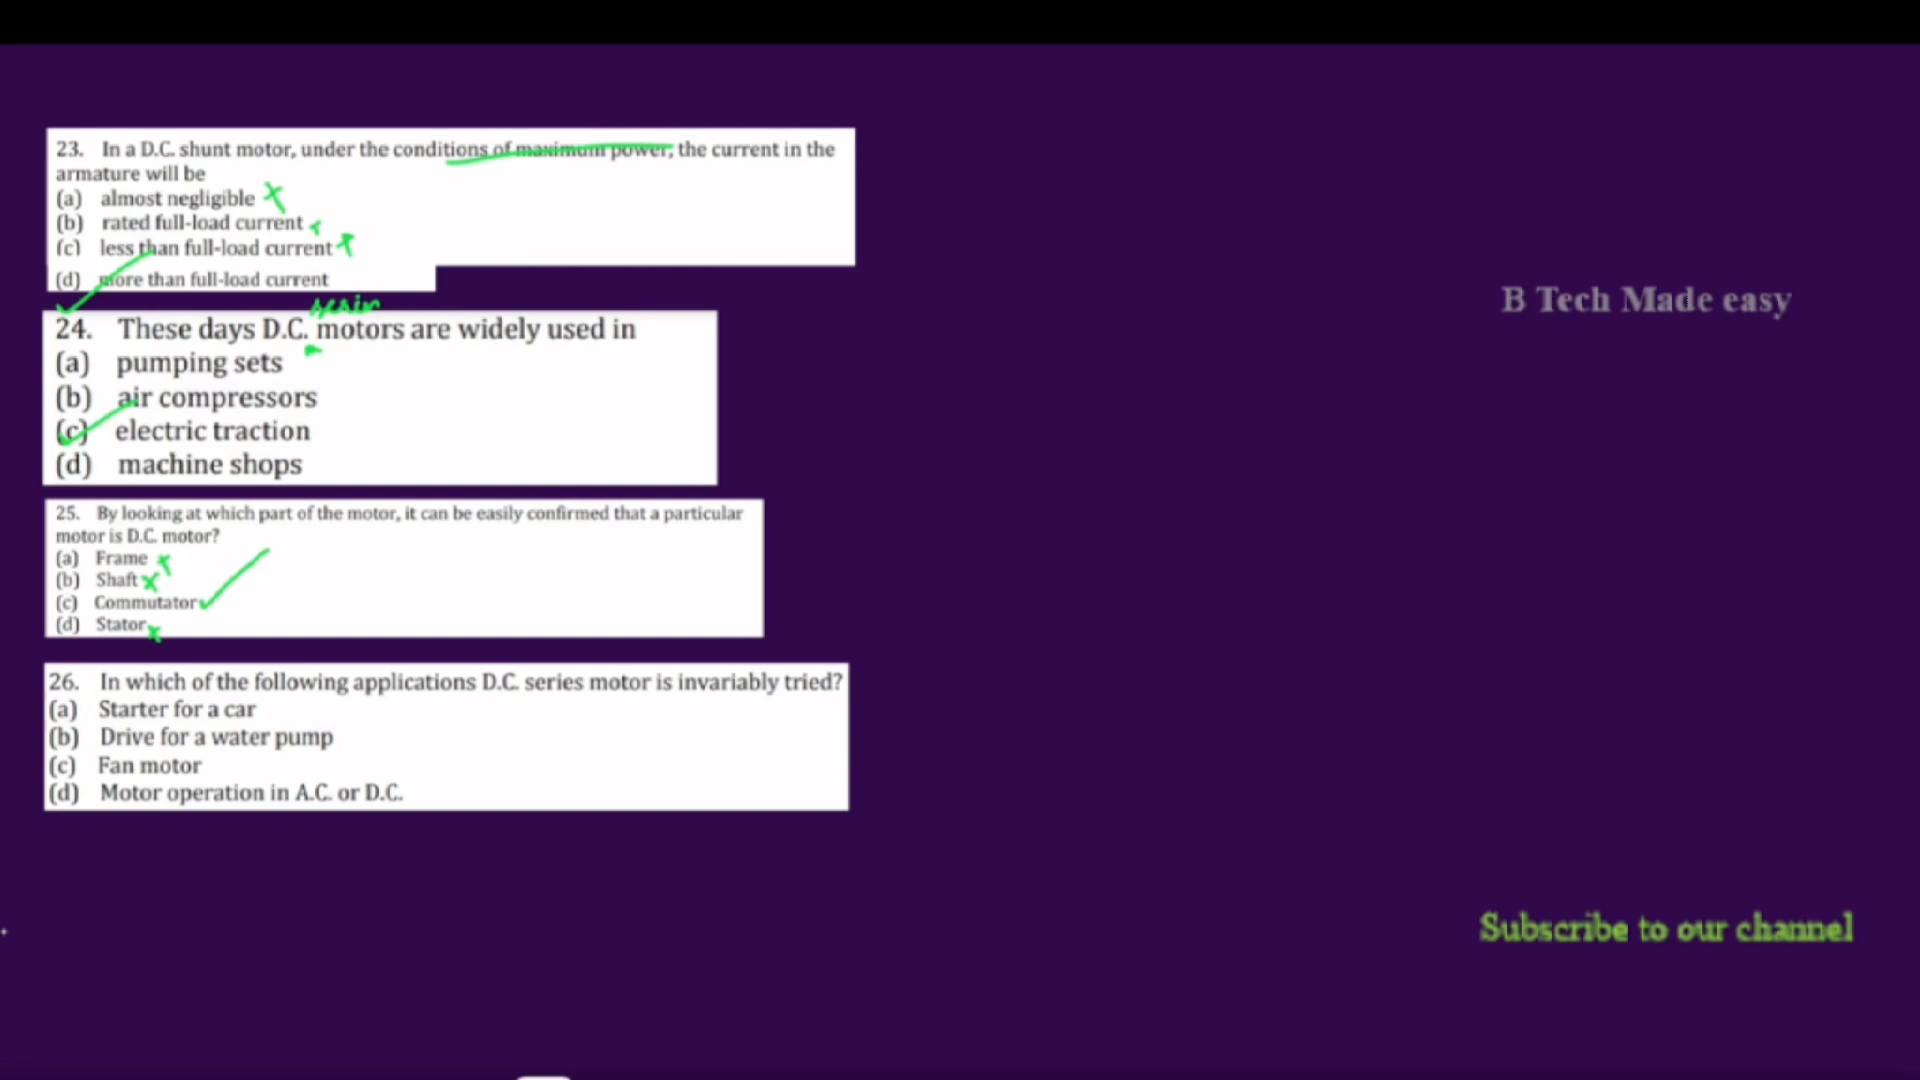 23. In a D.C. shunt motor, under the conditions of maximum power, the current in the
armature will be
(a) almost negligible
(b) rated full-load current
(c) less than full-load current
(d) more than full-load current
24. These days D.C. motors are widely used in
(a) pumping sets
(b) air compressors
(c) electric traction
(d) machine shops
25. By looking at which part of the motor, it can be easily confirmed that a particular
motor is D.C. motor?
(a) Frame
(b) Shaft
(c) Commutator
(d) Stator
26. In which of the following applications D.C. series motor is invariably tried?
(a) Starter for a car
(b) Drive for a water pump
(c) Fan motor
(d) Motor operation in A.C. or D.C.
B Tech Made easy
Subscribe to our channel